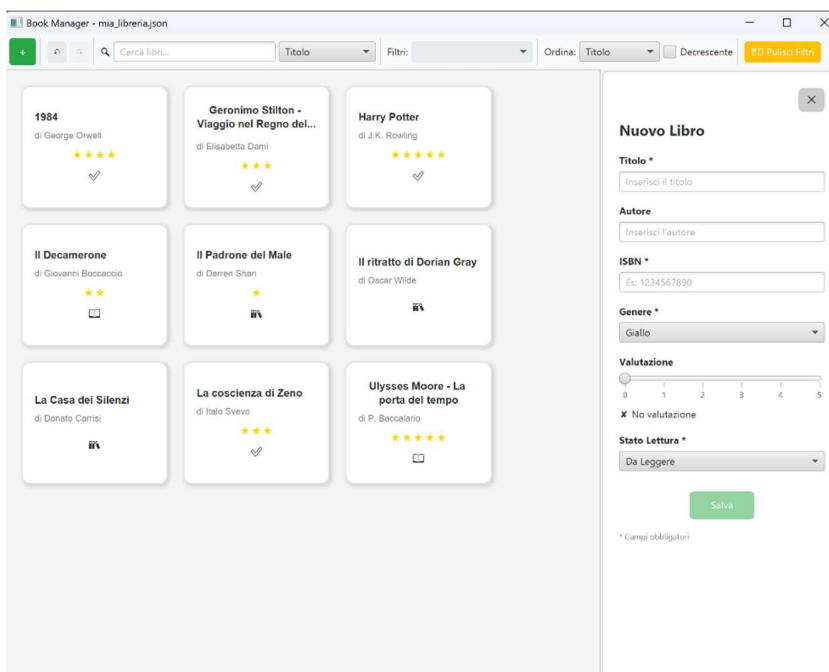 Book Manager - mia_libreria.json
+ Cerca libri... Titolo Filtri: Ordina: Titolo Decrescente Pulisci Filtri
1984
di George Orwell
Geronimo Stilton -
Viaggio nel Regno del...
di Elisabetta Dami
Harry Potter
di J.K. Rowling
Il Decamerone
di Giovanni Boccaccio
Il Padrone del Male
di Darren Shan
Il ritratto di Dorian Gray
di Oscar Wilde
La Casa dei Silenzi
di Donato Carrisi
La coscienza di Zeno
di Italo Svevo
Ulysses Moore - La
porta del tempo
di P. Baccalario
Nuovo Libro
Titolo *
Inserisci il titolo
Autore
Inserisci l'autore
ISBN *
Es: 1234567890
Genere *
Giallo
Valutazione
0 1 2 3 4 5
✘ No valutazione
Stato Lettura *
Da Leggere
Salva
* Campi obbligatori